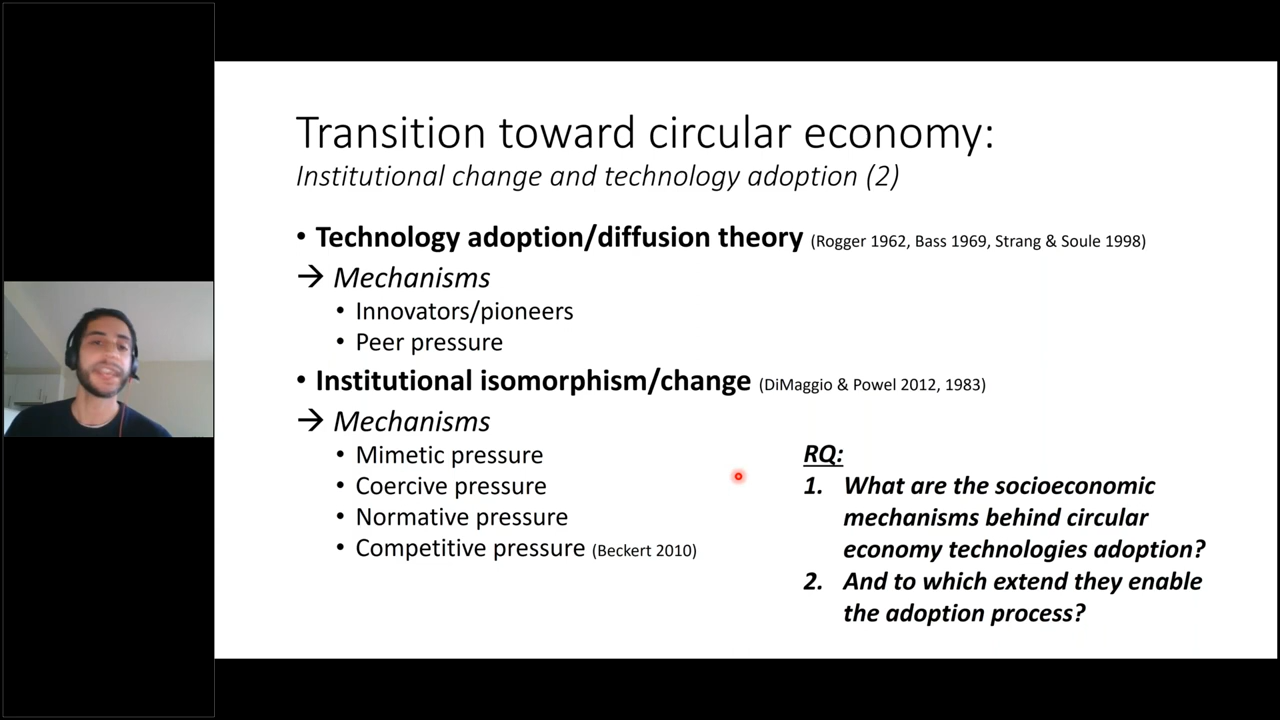 Transition toward circular economy:
Institutional change and technology adoption (2)
• Technology adoption/diffusion theory (Rogger 1962, Bass 1969, Strang & Soule 1998)
→ Mechanisms
• Innovators/pioneers
• Peer pressure
• Institutional isomorphism/change (DiMaggio & Powel 2012, 1983)
→ Mechanisms
• Mimetic pressure
• Coercive pressure
• Normative pressure
• Competitive pressure (Beckert 2010)
RQ:
1. What are the socioeconomic
mechanisms behind circular
economy technologies adoption?
2. And to which extend they enable
the adoption process?